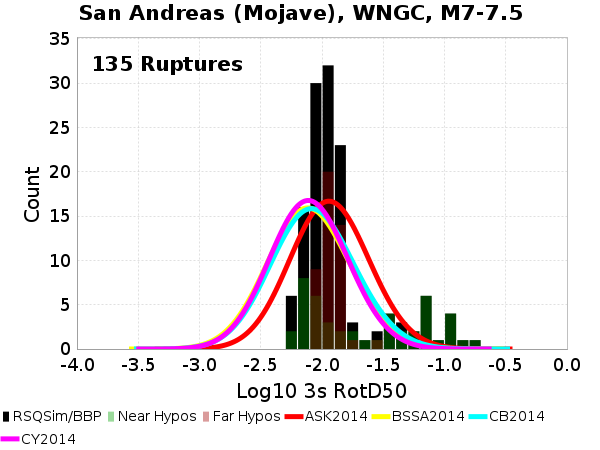 San Andreas (Mojave), WNGC, M7-7.5
135 Ruptures
Count
35
30
25
20
15
10
5
0
-4.0 -3.5 -3.0 -2.5 -2.0 -1.5 -1.0 -0.5 0.0
Log10 3s RotD50
RSQSim/BBP Near Hypos Far Hypos ASK2014 BSSA2014 CB2014
CY2014